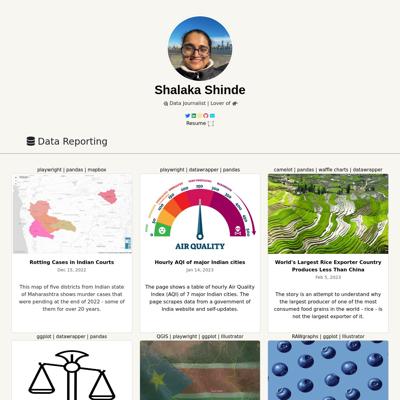 Shalaka Shinde
Data Journalist | Lover of
Resume
Data Reporting
playwright | pandas | mapbox
playwright | datawrapper | pandas
camelot | pandas | waffle charts | datawrapper
AIR QUALITY
Rotting Cases in Indian Courts
Dec 15, 2022
This map of five districts from Indian state of Maharashtra shows murder cases that were pending at the end of 2022 - some of them for over 20 years.
Hourly AQI of major Indian cities
Jan 14, 2023
The page shows a table of hourly Air Quality Index (AQI) of 7 major Indian cities. The page scrapes data from a government of India website and self-updates.
World's Largest Rice Exporter Country
Produces Less Than China
Feb 5, 2023
The story is an attempt to understand why the largest producer of one of the most consumed food grains in the world - rice - is not the largest exporter of it.
ggplot | datawrapper | pandas
QGIS | playwright | ggplot | Illustrator
RAWgraphs | ggplot | Illustrator